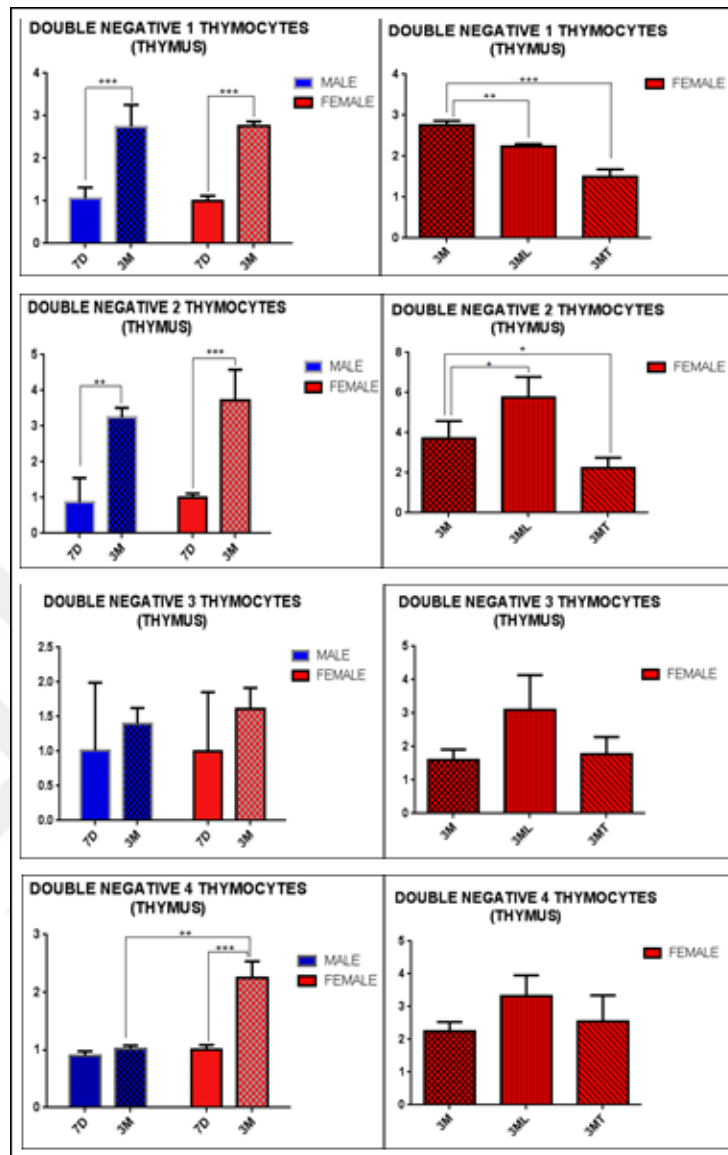 DOUBLE NEGATIVE 1 THYMOCYTES
(THYMUS)
MALE
FEMALE
***
***
4
3
2
1
0
7D
3M
7D
3M
DOUBLE NEGATIVE 1 THYMOCYTES
(THYMUS)
FEMALE
***
**
4
3
2
1
0
3M
3ML
3MT
DOUBLE NEGATIVE 2 THYMOCYTES
(THYMUS)
MALE
FEMALE
**
***
5
4
3
2
1
0
7D
3M
7D
3M
DOUBLE NEGATIVE 2 THYMOCYTES
(THYMUS)
FEMALE
*
*
8
6
4
2
0
3M
3ML
3MT
DOUBLE NEGATIVE 3 THYMOCYTES
(THYMUS)
MALE
FEMALE
2.5
2.0
1.5
1.0
0.5
0.0
7D
3M
7D
3M
DOUBLE NEGATIVE 3 THYMOCYTES
(THYMUS)
FEMALE
5
4
3
2
1
0
3M
3ML
3MT
DOUBLE NEGATIVE 4 THYMOCYTES
(THYMUS)
MALE
FEMALE
**
***
3
2
1
0
7D
3M
7D
3M
DOUBLE NEGATIVE 4 THYMOCYTES
(THYMUS)
FEMALE
5
4
3
2
1
0
3M
3ML
3MT